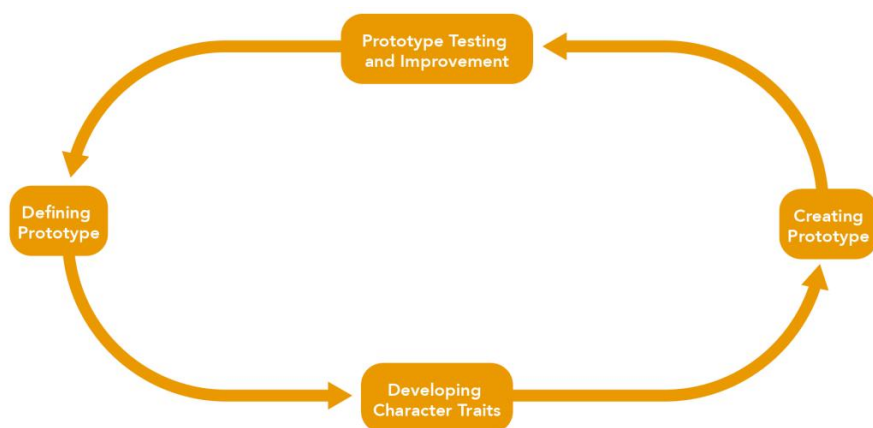 Prototype Testing
and Improvement
Defining
Prototype
Creating
Prototype
Developing
Character Traits